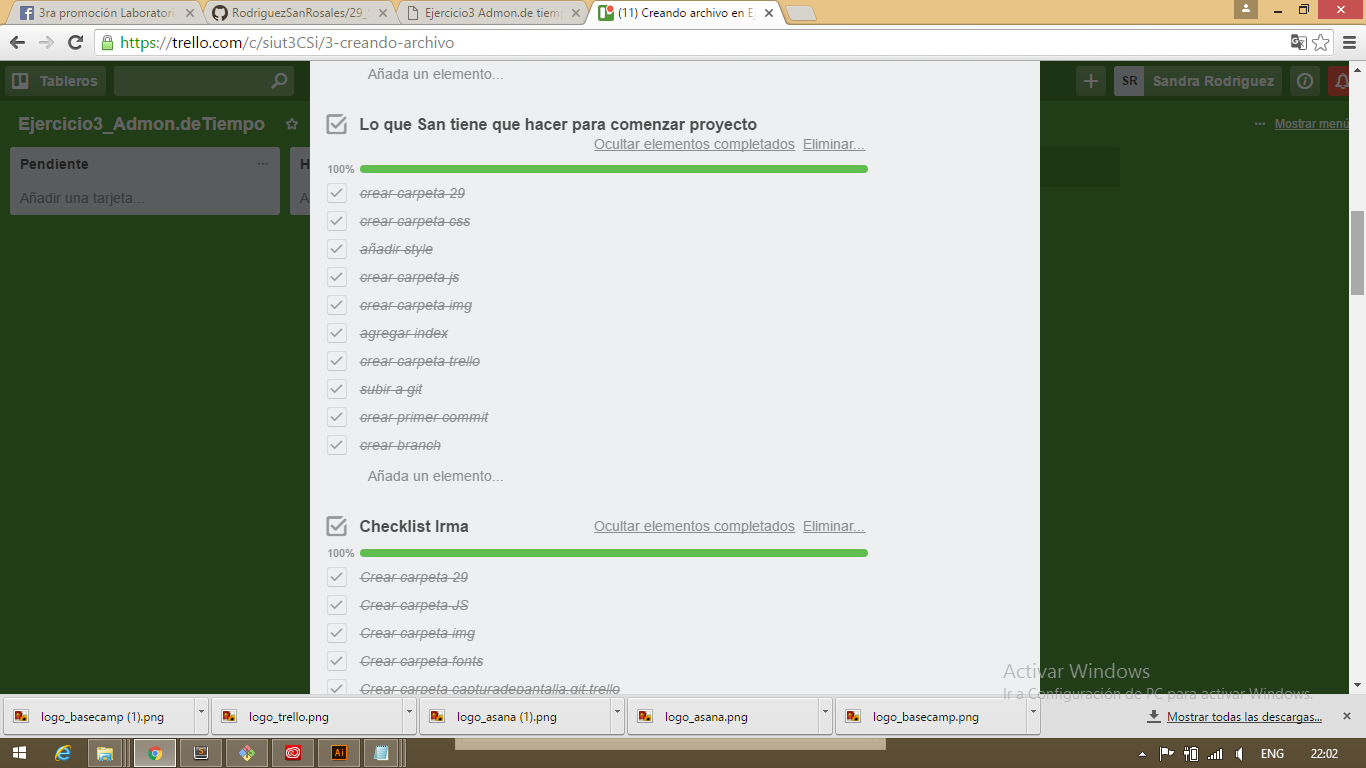 3ra promoción Laboratori
RodriguezSanRosales/29_
Ejercicio3 Admon.de tiem
(11) Creando archivo en E
https://trello.com/c/siut3CSi/3-creando-archivo
Tableros
SR
Sandra Rodriguez
Ejercicio3_Admon.deTiempo
Mostrar menú
Pendiente
Añadir una tarjeta...
H
A
Añada un elemento...
Lo que San tiene que hacer para comenzar proyecto
Ocultar elementos completados Eliminar...
100%
crear carpeta 29
crear carpeta css
añadir style
crear carpeta js
crear carpeta img
agregar index
crear carpeta trello
subir a git
crear primer commit
crear branch
Añada un elemento...
Checklist Irma
Ocultar elementos completados Eliminar...
100%
Crear carpeta 29
Crear carpeta JS
Crear carpeta img
Crear carpeta fonts
Crear carpeta capturadepantalla.git.trello
Activar Windows
Ir a Configuración de PC para activar Windows.
logo_basecamp (1).png
logo_trello.png
logo_asana (1).png
logo_asana.png
logo_basecamp.png
Mostrar todas las descargas...
Ai
ENG
22:02